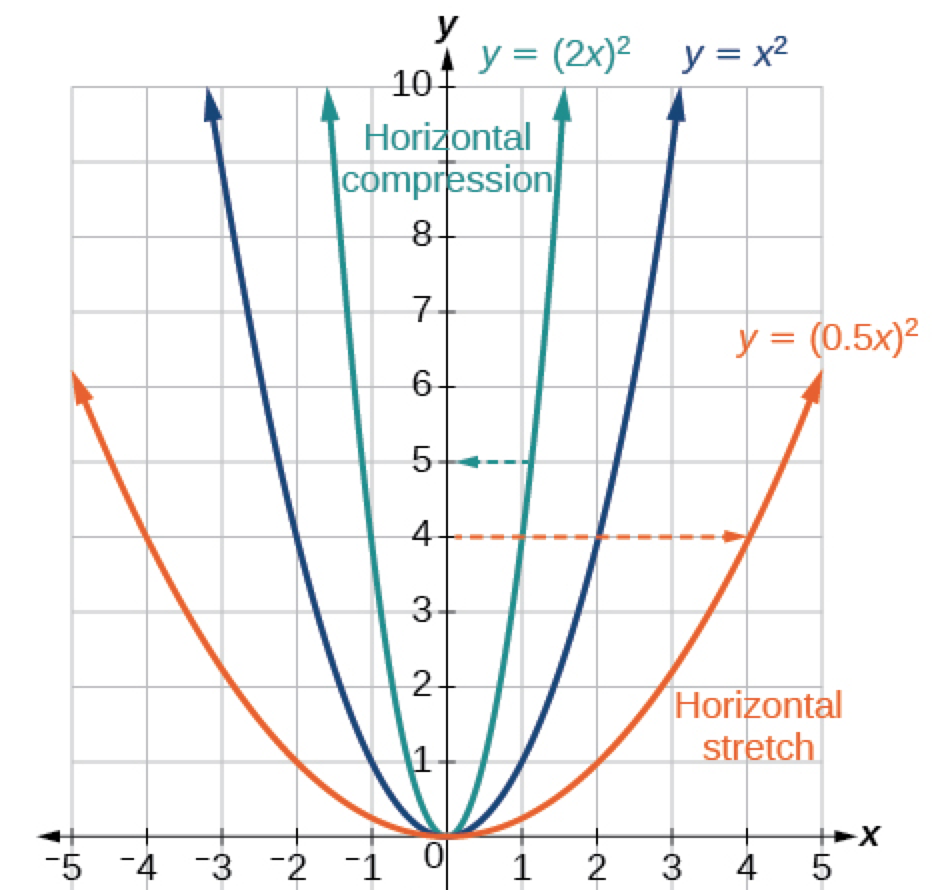 y
y = (2x)² y = x²
10
Horizontal
compression
8
7
y = (0.5x)²
6
5
4
3
2
Horizontal
stretch
1
x
−5 −4 −3 −2 −1 0 1 2 3 4 5